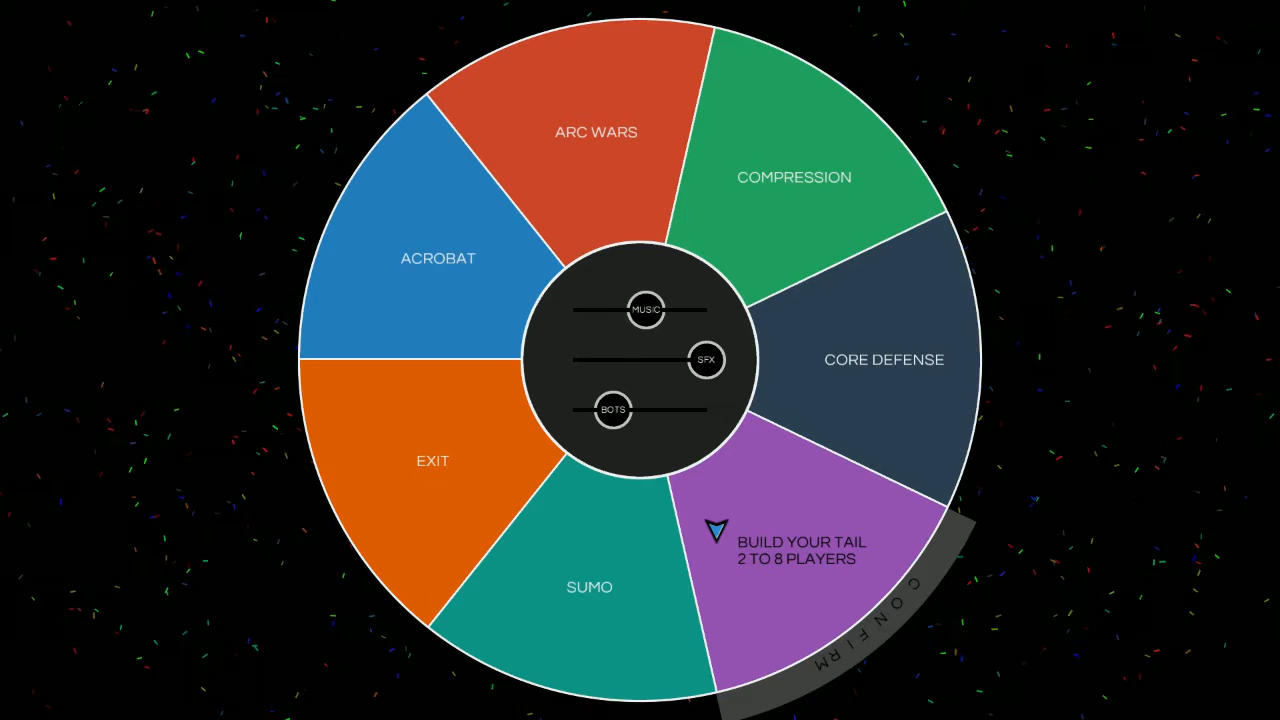 ARC WARS
COMPRESSION
ACROBAT
MUSIC
SFX
CORE DEFENSE
BOTS
EXIT
BUILD YOUR TAIL
2 TO 8 PLAYERS
SUMO
CONFIRM